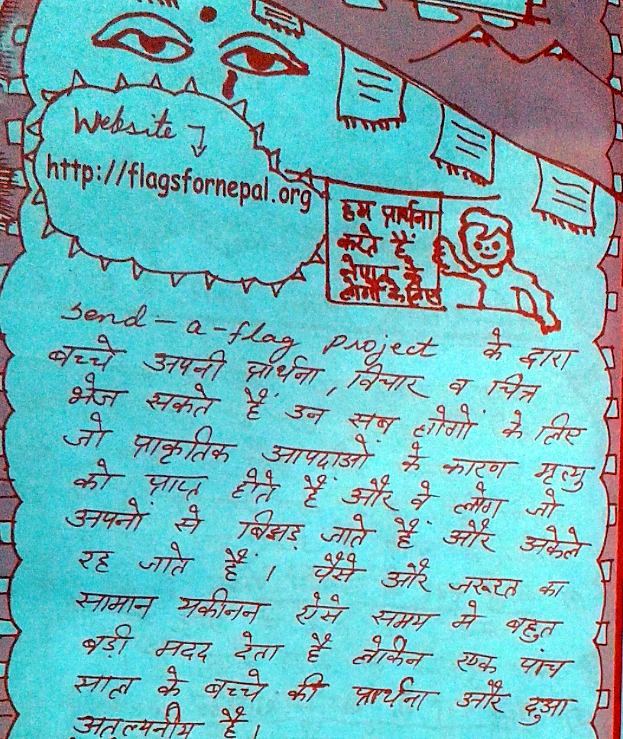 Website
http://flagsfornepal.org
हम प्रार्थना
करते हैं
नेपाल के
लोगों के लिए
send-a-flag project के द्वारा
बच्चे अपनी प्रार्थना, विचार व चित्र
भेज सकते हैं उन सब लोगों के लिए
जो प्राकृतिक आपदाओं के कारण मृत्यु
को प्राप्त होते हैं और वे लोग जो
अपनों से बिछड़ जाते हैं और अकेले
रह जाते हैं। पैसे और जरूरत का
सामान यकीनन ऐसे समय मे बहुत
बड़ी मदद देता है लेकिन एक पांच
साल के बच्चे की प्रार्थना और दुआ
अतुल्यनीय है।